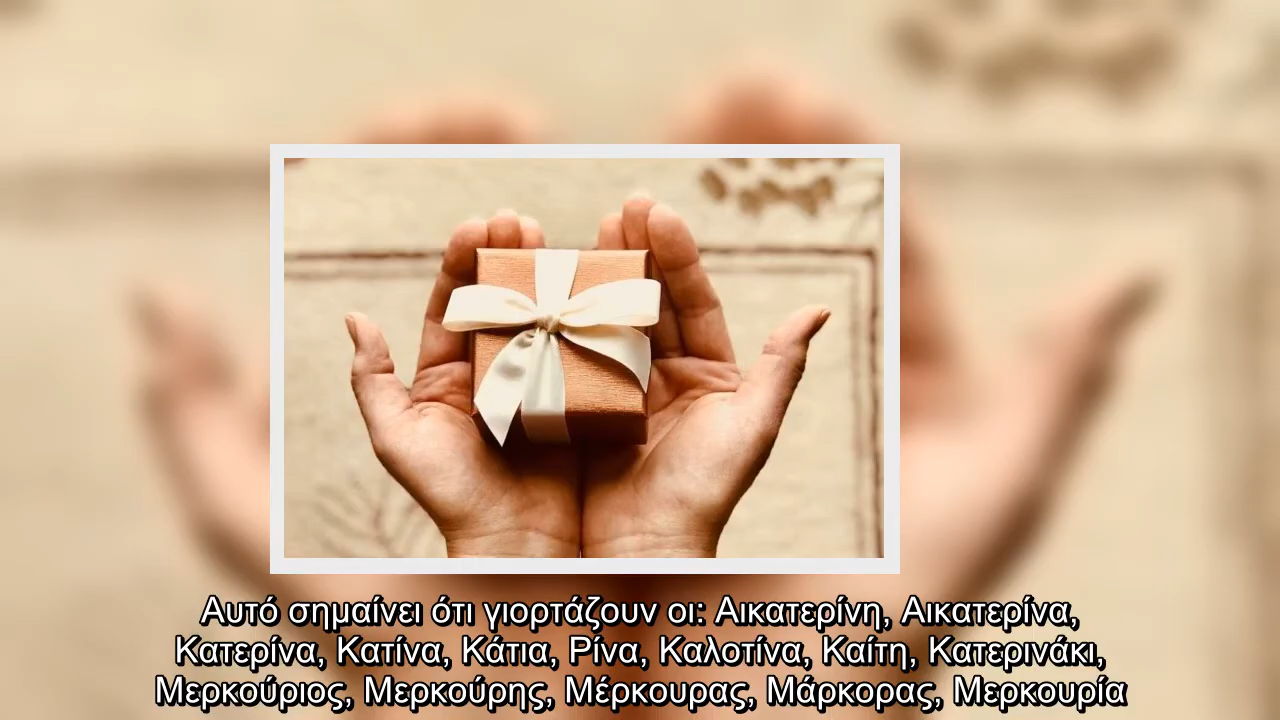 Αυτό σημαίνει ότι γιορτάζουν οι: Αικατερίνη, Αικατερίνα,
Κατερίνα, Κατίνα, Κάτια, Ρίνα, Καλοτίνα, Καίτη, Κατερινάκι,
Μερκούριος, Μερκούρης, Μέρκουρας, Μάρκορας, Μερκουρία